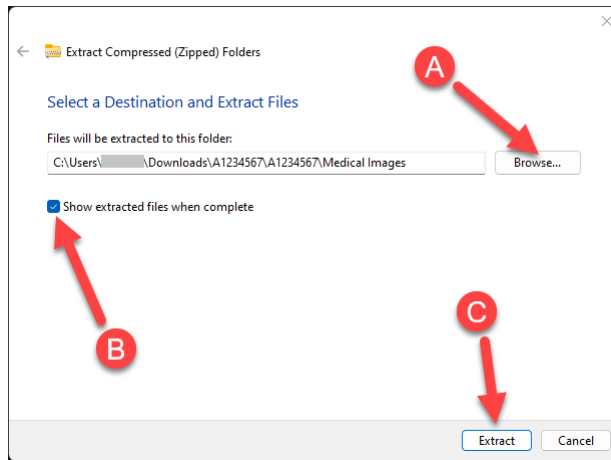 Extract Compressed (Zipped) Folders
A
Select a Destination and Extract Files
Files will be extracted to this folder:
C:\Users\ \Downloads\A1234567\A1234567\Medical Images
Browse...
Show extracted files when complete
B
C
Extract Cancel